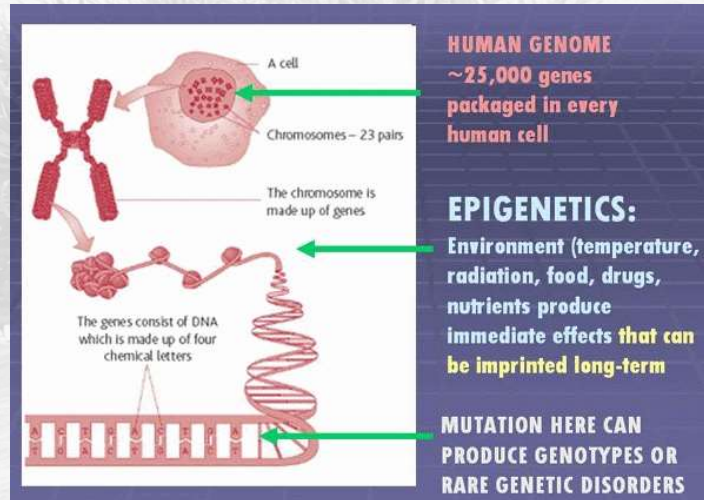 A cell
Chromosomes – 23 pairs
The chromosome is
made up of genes
The genes consist of DNA
which is made up of four
chemical letters
A C T G A C T G A
T G A C T G A C T
HUMAN GENOME
~25,000 genes
packaged in every
human cell
EPIGENETICS:
Environment (temperature,
radiation, food, drugs,
nutrients produce
immediate effects that can
be imprinted long-term
MUTATION HERE CAN
PRODUCE GENOTYPES OR
RARE GENETIC DISORDERS